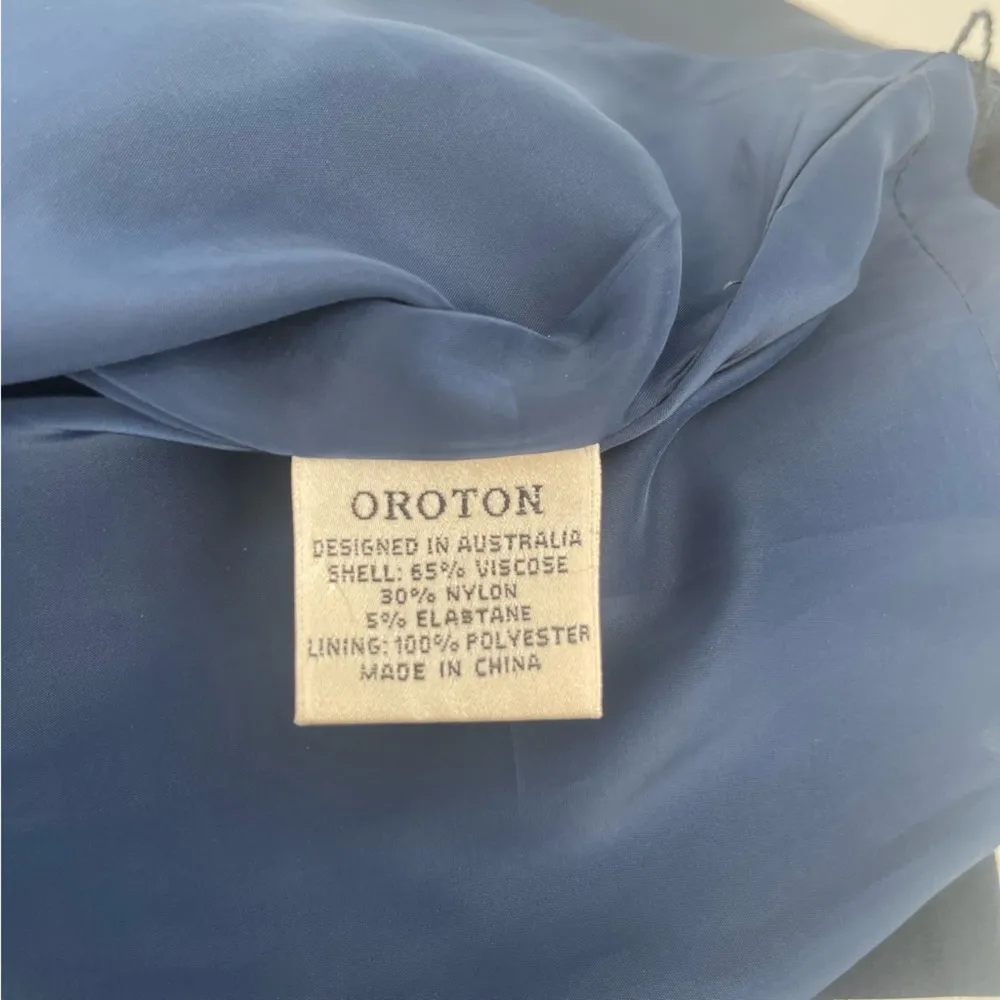 OROTON
DESIGNED IN AUSTRALIA
SHELL: 65% VISCOSE
30% NYLON
5% ELASTANE
LINING: 100% POLYESTER
MADE IN CHINA